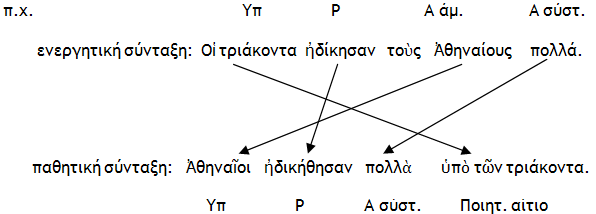 π.χ. Υπ Ρ Α άμ. Α σύστ.
ενεργητική σύνταξη: Οἱ τριάκοντα ἠδίκησαν τοὺς Ἀθηναίους πολλά.
παθητική σύνταξη: Ἀθηναῖοι ἠδικήθησαν πολλὰ ὑπὸ τῶν τριάκοντα.
Υπ Ρ Α σύστ. Ποιητ. αίτιο